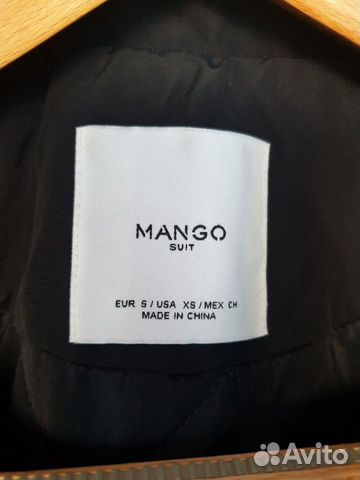 MANGO
SUIT
EUR S / USA XS / MEX CH
MADE IN CHINA
Avito